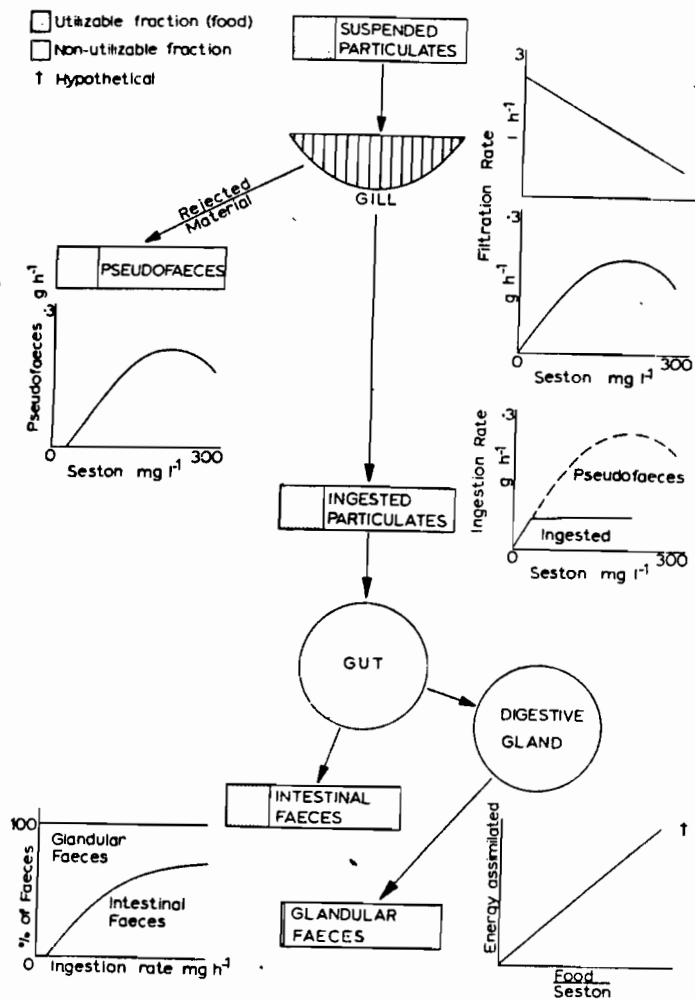 Utilizable fraction (food)
Non-utilizable fraction
† Hypothetical
SUSPENDED
PARTICULATES
GILL
Rejected
Material
PSEUDOFAECES
Pseudofaeces g h⁻¹
.3
0
300
Seston mg l⁻¹
Filtration Rate
3
l h⁻¹
.3
g h⁻¹
0
300
Seston mg l⁻¹
Ingestion Rate
.3
g h⁻¹
Pseudofaeces
Ingested
0
300
Seston mg l⁻¹
INGESTED
PARTICULATES
GUT
DIGESTIVE
GLAND
INTESTINAL
FAECES
GLANDULAR
FAECES
% of Faeces
100
Glandular
Faeces
Intestinal
Faeces
0
Ingestion rate mg h⁻¹
Energy assimilated
†
Food
Seston